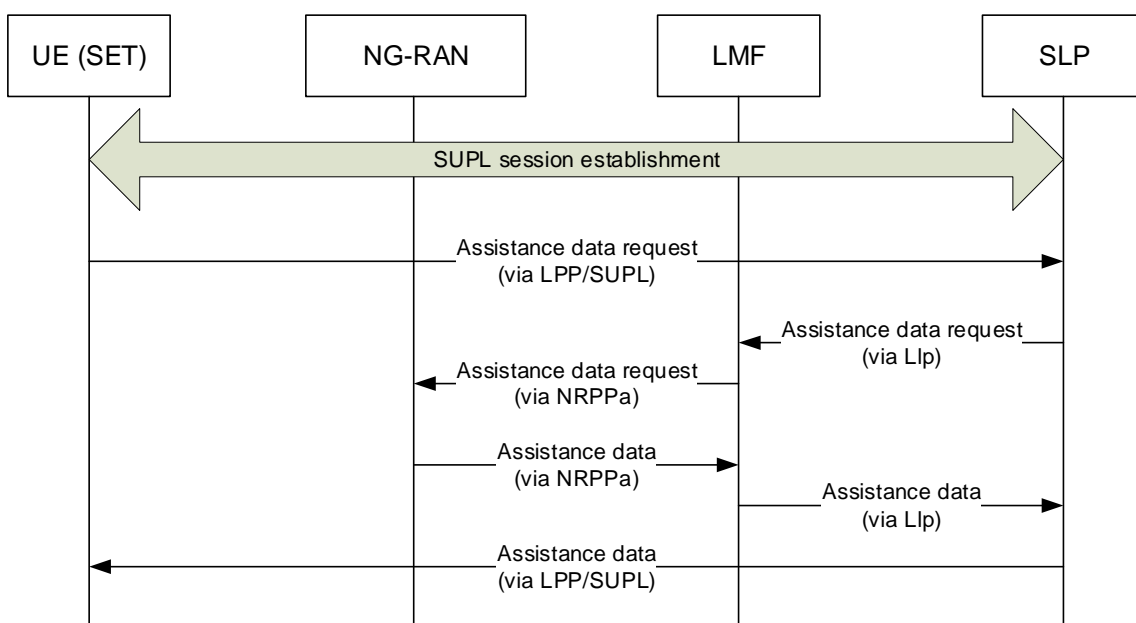 UE (SET)
NG-RAN
LMF
SLP
SUPL session establishment
Assistance data request
(via LPP/SUPL)
Assistance data request
(via Llp)
Assistance data request
(via NRPPa)
Assistance data
(via NRPPa)
Assistance data
(via Llp)
Assistance data
(via LPP/SUPL)